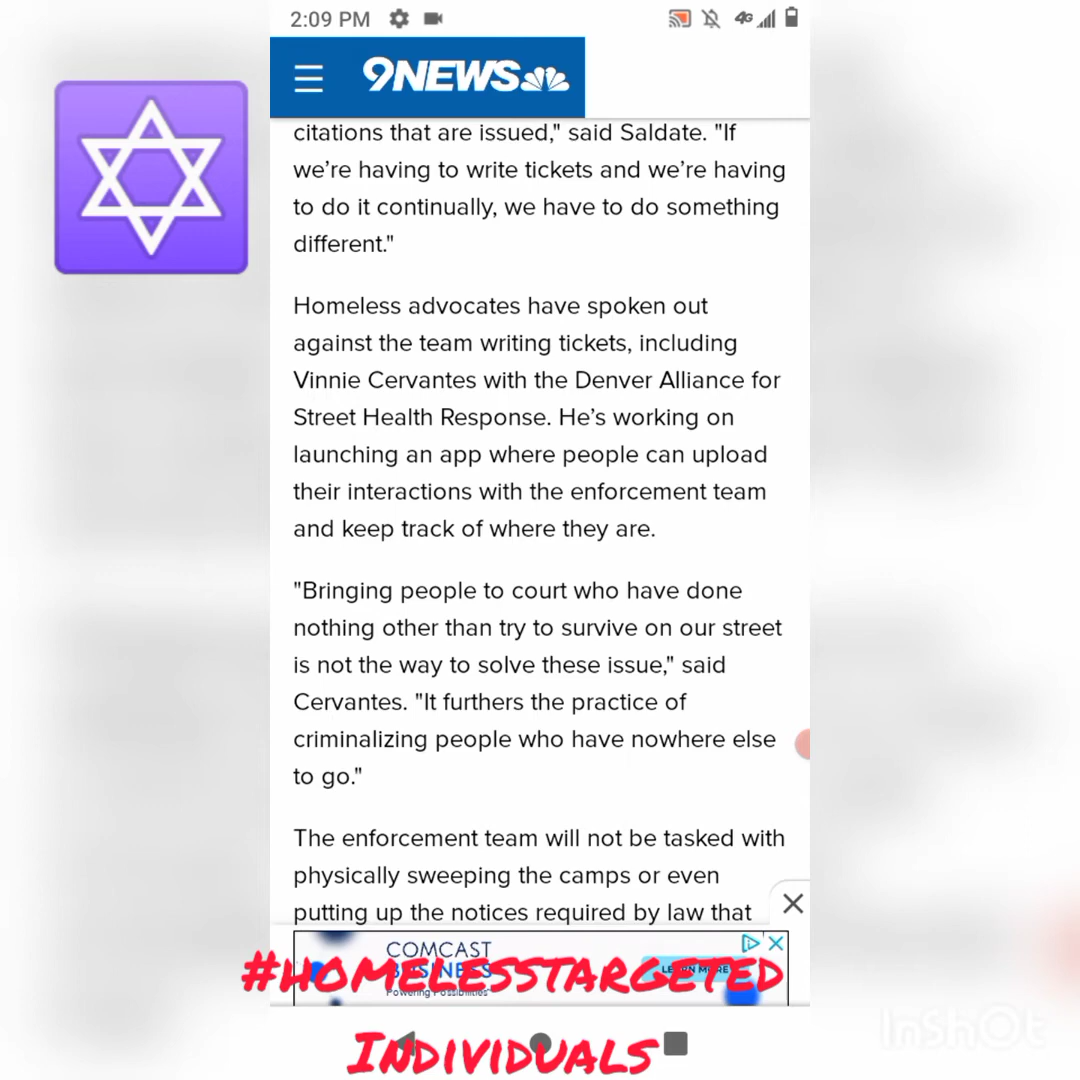 2:09 PM
4G
9NEWS
citations that are issued," said Saldate. "If
we’re having to write tickets and we’re having
to do it continually, we have to do something
different."
Homeless advocates have spoken out
against the team writing tickets, including
Vinnie Cervantes with the Denver Alliance for
Street Health Response. He’s working on
launching an app where people can upload
their interactions with the enforcement team
and keep track of where they are.
"Bringing people to court who have done
nothing other than try to survive on our street
is not the way to solve these issue," said
Cervantes. "It furthers the practice of
criminalizing people who have nowhere else
to go."
The enforcement team will not be tasked with
physically sweeping the camps or even
putting up the notices required by law that
COMCAST
BUSINESS
LEARN MORE
Powering Possibilities™
#HOMELESSTARGETED
INDIVIDUALS
InShOt